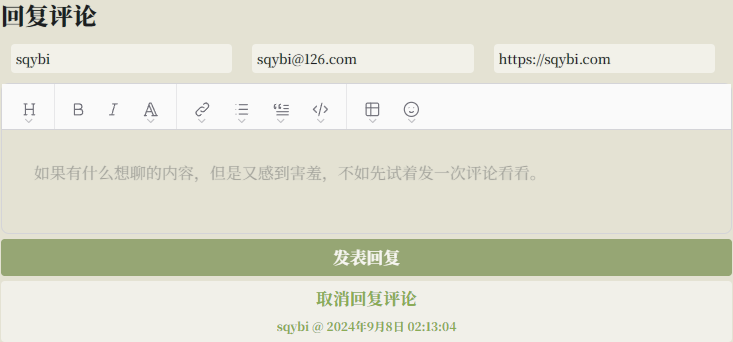 回复评论
sqybi
sqybi@126.com
https://sqybi.com
H B I A
如果有什么想聊的内容，但是又感到害羞，不如先试着发一次评论看看。
发表回复
取消回复评论
sqybi @ 2024年9月8日 02:13:04